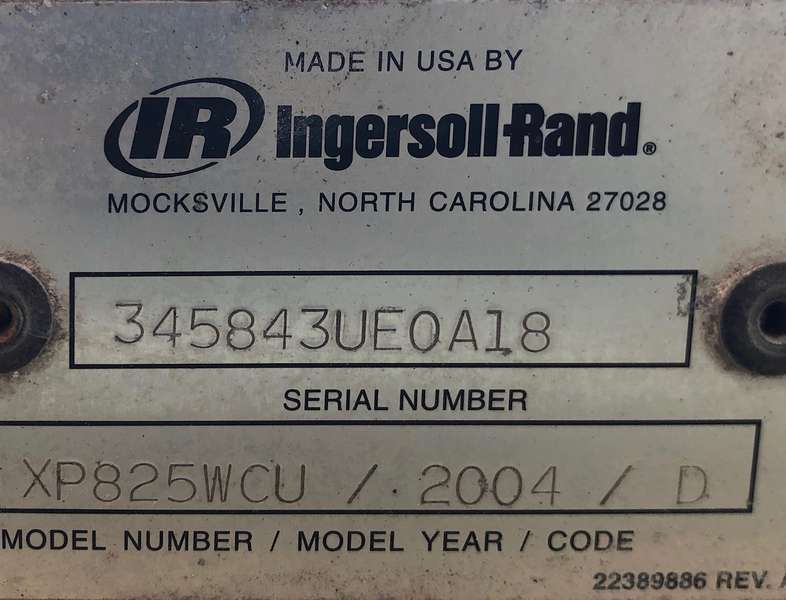 MADE IN USA BY
IR Ingersoll-Rand®
MOCKSVILLE , NORTH CAROLINA 27028
345843UE0A18
SERIAL NUMBER
XP825WCU / 2004 / D
MODEL NUMBER / MODEL YEAR / CODE
22389886 REV. A